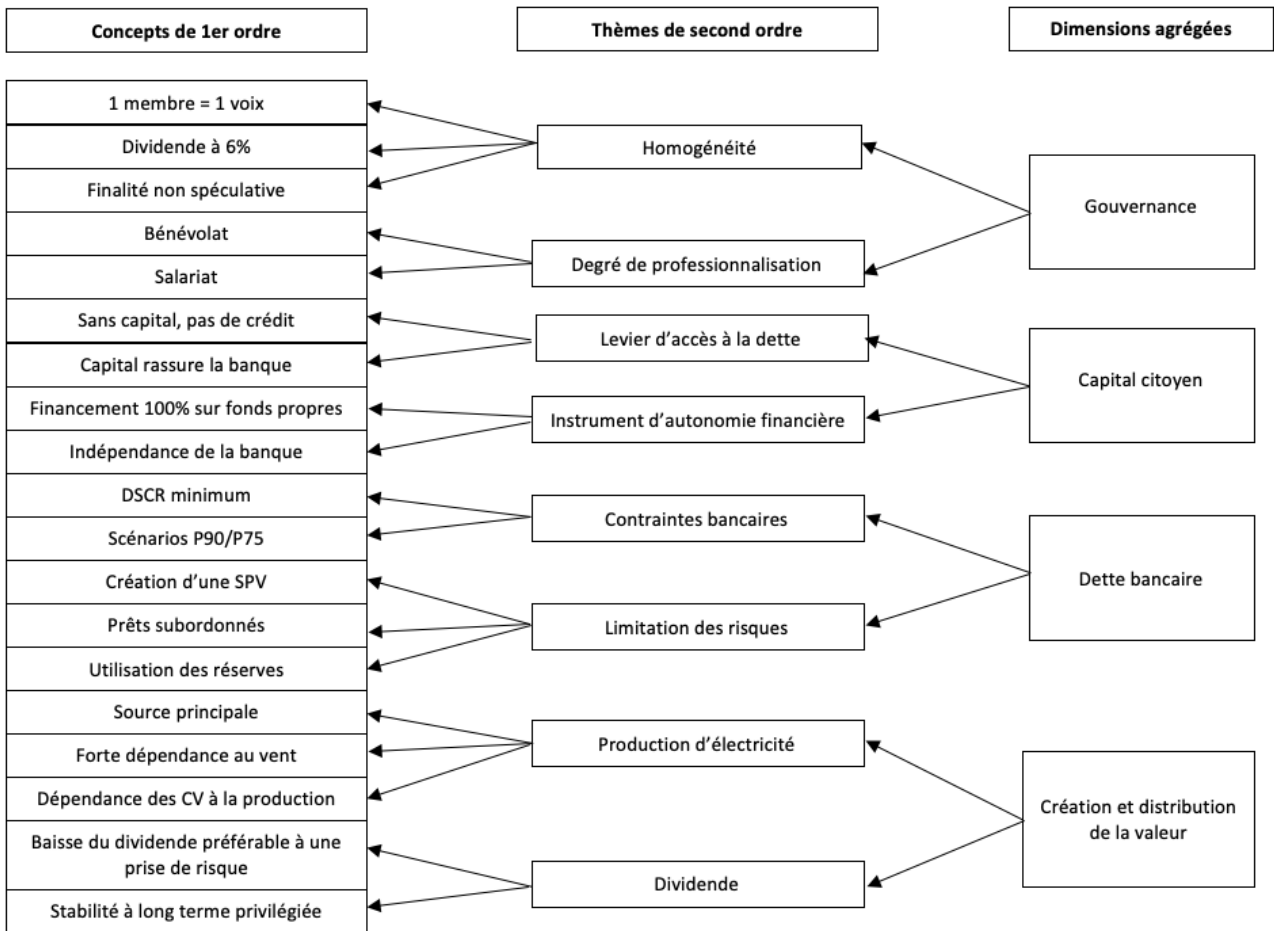 Concepts de 1er ordre
Thèmes de second ordre
Dimensions agrégées
1 membre = 1 voix
Dividende à 6%
Finalité non spéculative
Bénévolat
Salariat
Sans capital, pas de crédit
Capital rassure la banque
Financement 100% sur fonds propres
Indépendance de la banque
DSCR minimum
Scénarios P90/P75
Création d'une SPV
Prêts subordonnés
Utilisation des réserves
Source principale
Forte dépendance au vent
Dépendance des CV à la production
Baisse du dividende préférable à une
prise de risque
Stabilité à long terme privilégiée
Homogénéité
Degré de professionnalisation
Levier d'accès à la dette
Instrument d'autonomie financière
Contraintes bancaires
Limitation des risques
Production d'électricité
Dividende
Gouvernance
Capital citoyen
Dette bancaire
Création et distribution
de la valeur